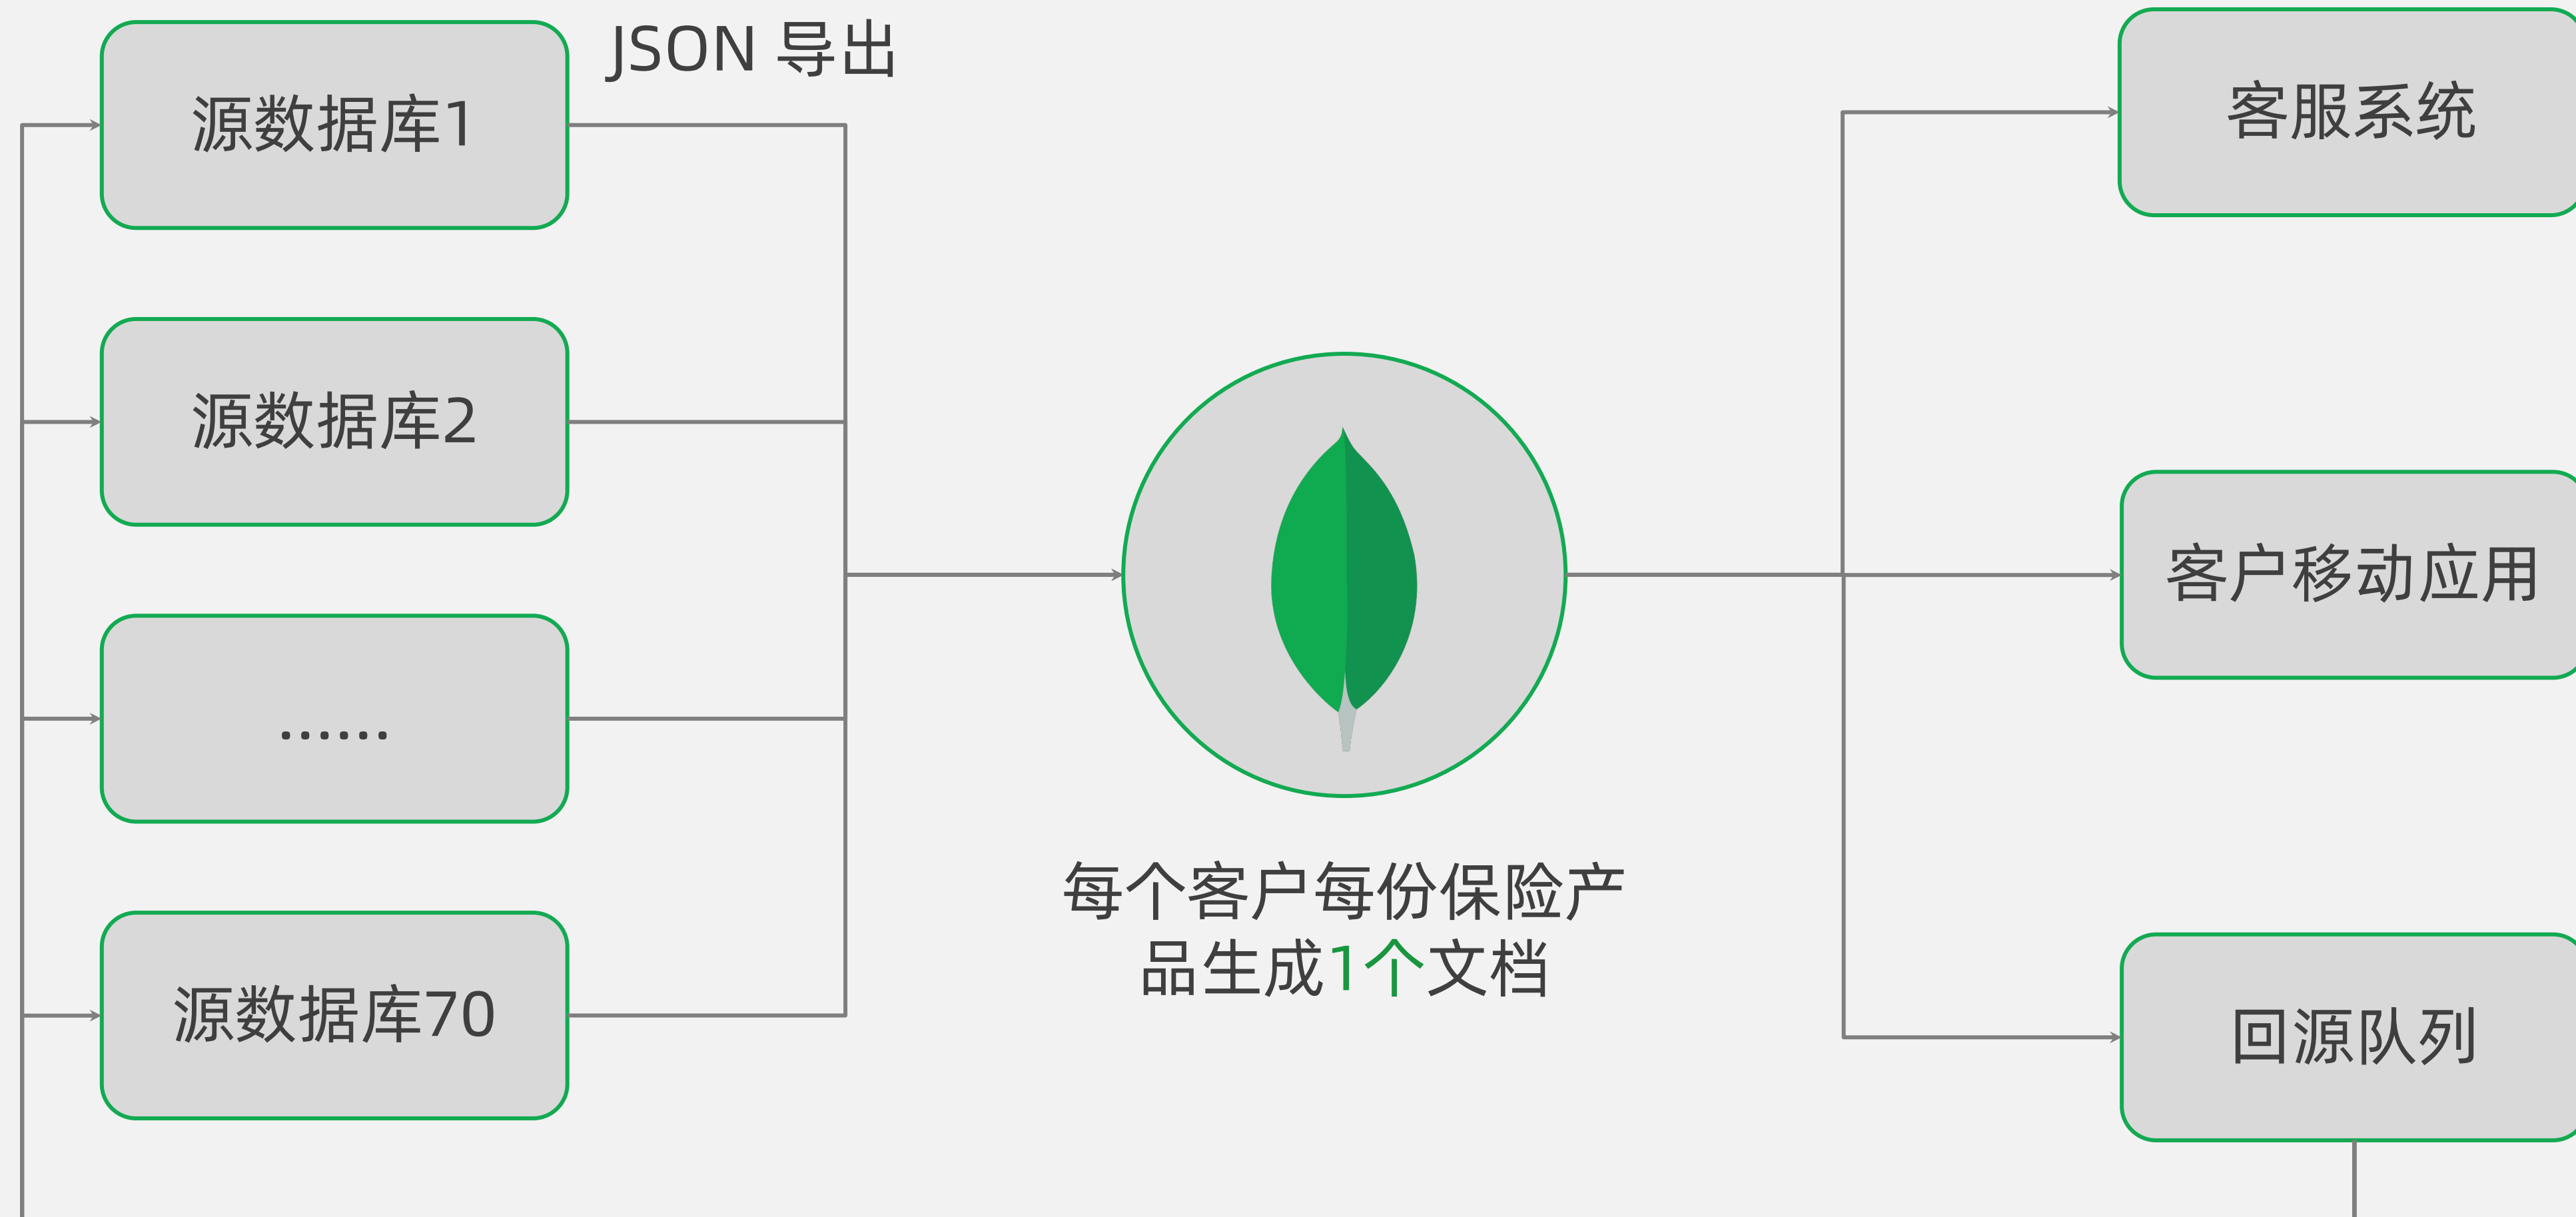 JSON 导出
源数据库1
源数据库2
......
源数据库70
每个客户每份保险产
品生成1个文档
客服系统
客户移动应用
回源队列